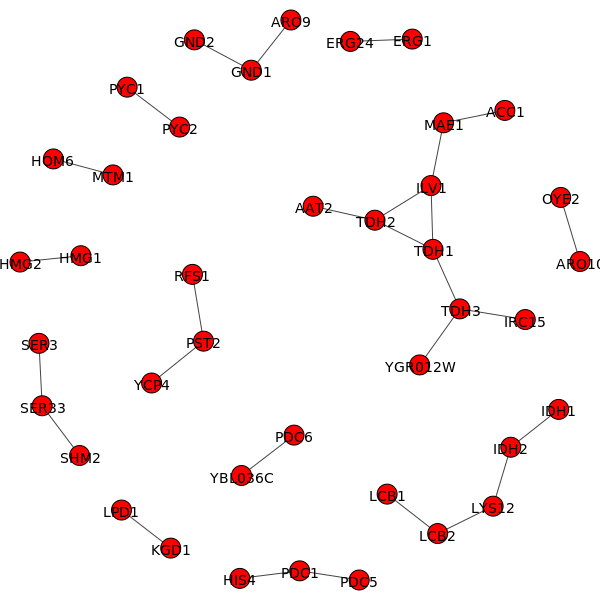 ARO9
GND2
ERG24
ERG1
GND1
PYC1
ACC1
PYC2
MAE1
HOM6
MTM1
ILV1
OYE2
AAT2
TDH2
TDH1
HMG1
HMG2
ARO10
RFS1
TDH3
IRC15
SER3
PST2
YGR012W
YCP4
SER33
IDH1
PDC6
IDH2
SHM2
YBL036C
LCB1
LYS12
LPD1
LCB2
KGD1
HIS4
PDC1
PDC5